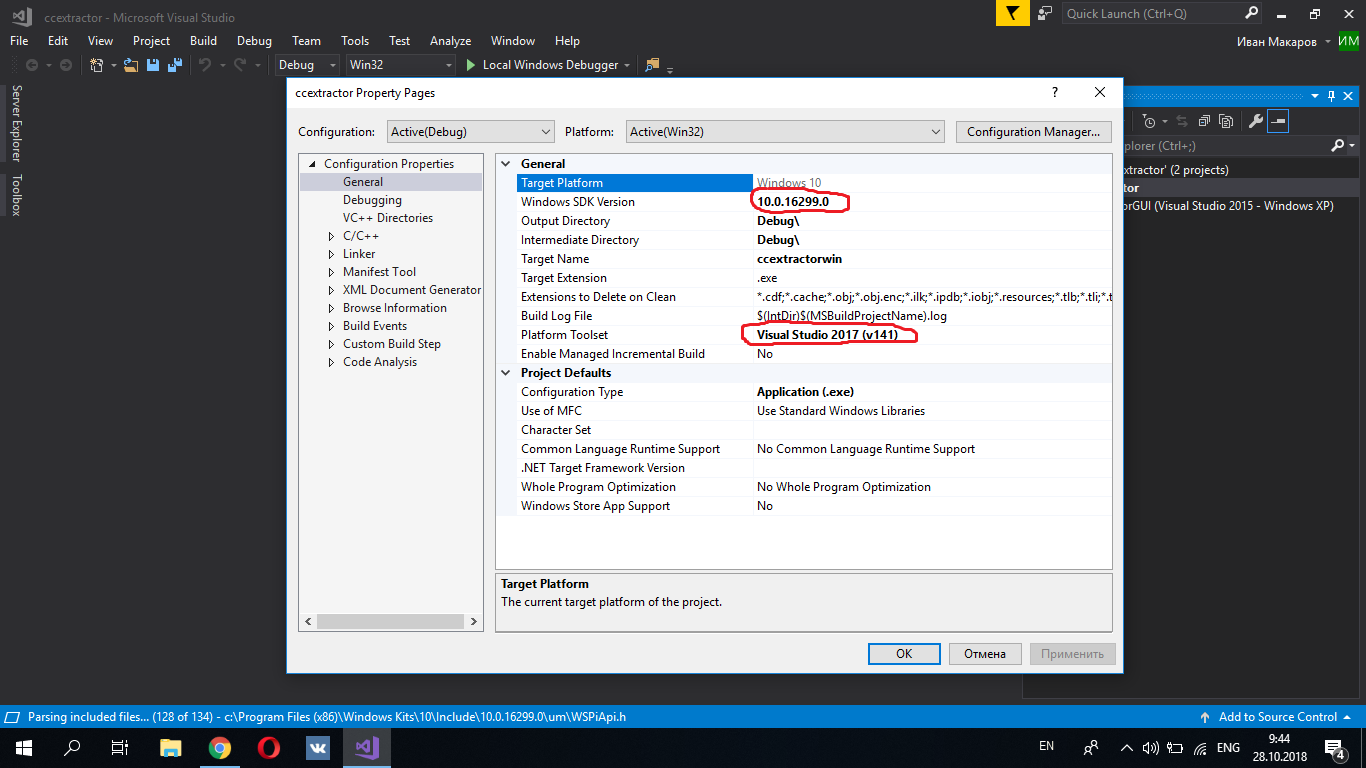 ccextractor - Microsoft Visual Studio
Quick Launch (Ctrl+Q)
File Edit View Project Build Debug Team Tools Test Analyze Window Help
Иван Макаров ИМ
Debug Win32 Local Windows Debugger
Server Explorer
Toolbox
ccextractor Property Pages
?
Configuration: Active(Debug) Platform: Active(Win32) Configuration Manager...
Configuration Properties
General
Debugging
VC++ Directories
C/C++
Linker
Manifest Tool
XML Document Generator
Browse Information
Build Events
Custom Build Step
Code Analysis
General
Target Platform Windows 10
Windows SDK Version 10.0.16299.0
Output Directory Debug\
Intermediate Directory Debug\
Target Name ccextractorwin
Target Extension .exe
Extensions to Delete on Clean *.cdf;*.cache;*.obj;*.obj.enc;*.ilk;*.ipdb;*.iobj;*.resources;*.tlb;*.tli;*.t
Build Log File $(IntDir)$(MSBuildProjectName).log
Platform Toolset Visual Studio 2017 (v141)
Enable Managed Incremental Build No
Project Defaults
Configuration Type Application (.exe)
Use of MFC Use Standard Windows Libraries
Character Set
Common Language Runtime Support No Common Language Runtime Support
.NET Target Framework Version
Whole Program Optimization No Whole Program Optimization
Windows Store App Support No
Target Platform
The current target platform of the project.
OK Отмена Применить
plorer (Ctrl+;)
xtractor' (2 projects)
tor
orGUI (Visual Studio 2015 - Windows XP)
Parsing included files... (128 of 134) - c:\Program Files (x86)\Windows Kits\10\Include\10.0.16299.0\um\WSPiApi.h
Add to Source Control
EN
ENG
9:44
28.10.2018
4